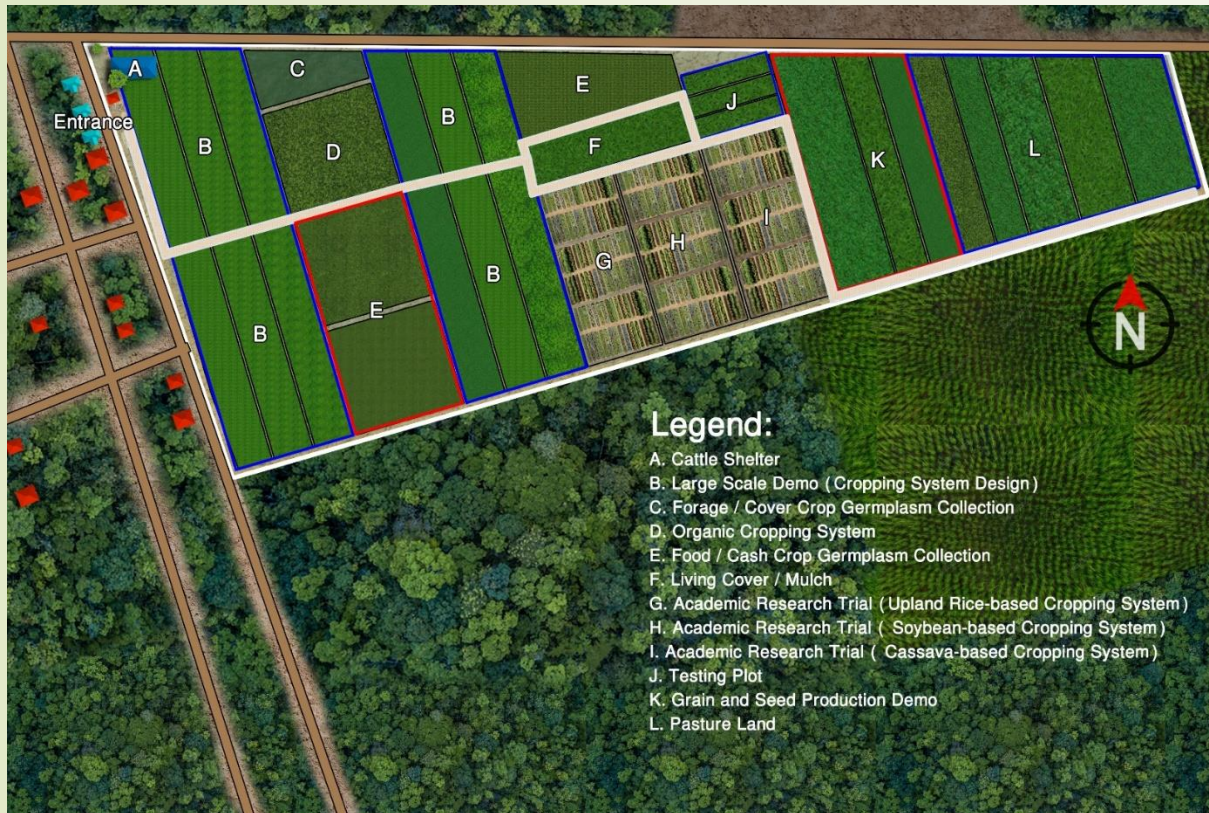 A
C
B
E
J
Entrance
B
D
F
K
L
B
E
B
G
H
I
N
Legend:
A. Cattle Shelter
B. Large Scale Demo ( Cropping System Design )
C. Forage / Cover Crop Germplasm Collection
D. Organic Cropping System
E. Food / Cash Crop Germplasm Collection
F. Living Cover / Mulch
G. Academic Research Trial ( Upland Rice-based Cropping System )
H. Academic Research Trial ( Soybean-based Cropping System )
I. Academic Research Trial ( Cassava-based Cropping System )
J. Testing Plot
K. Grain and Seed Production Demo
L. Pasture Land